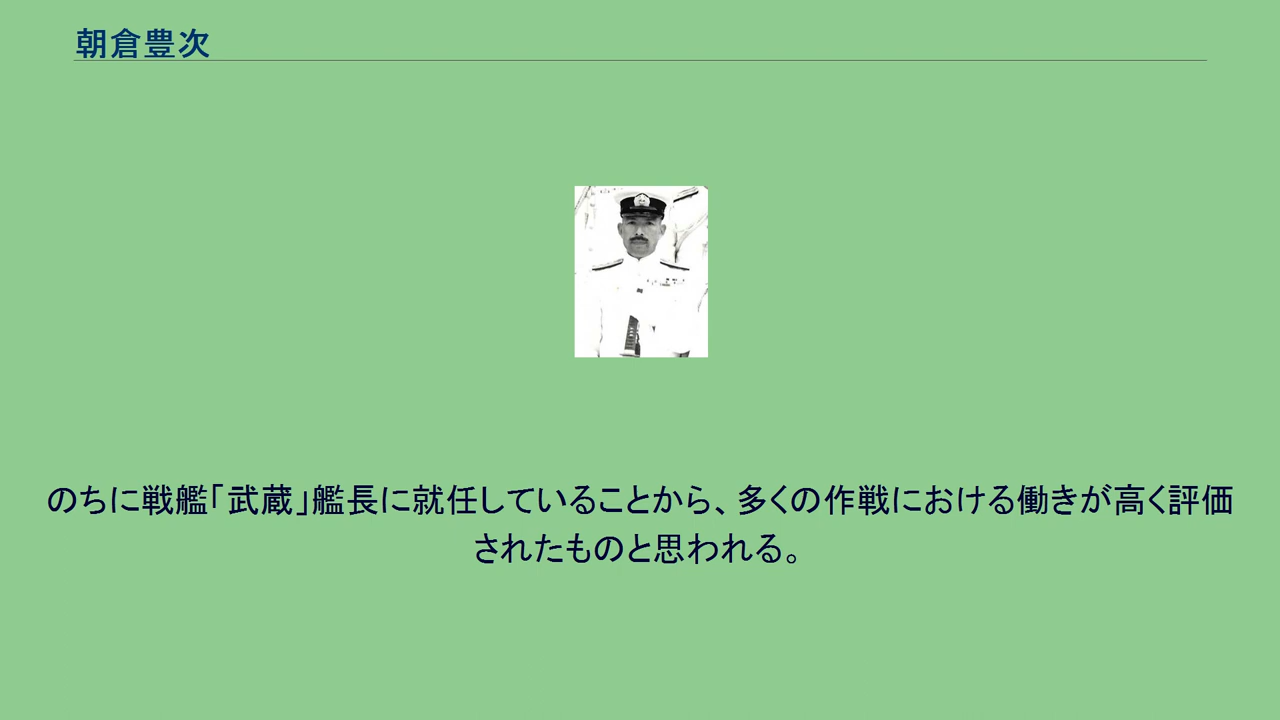 朝倉豊次
のちに戦艦「武蔵」艦長に就任していることから、多くの作戦における働きが高く評価
されたものと思われる。